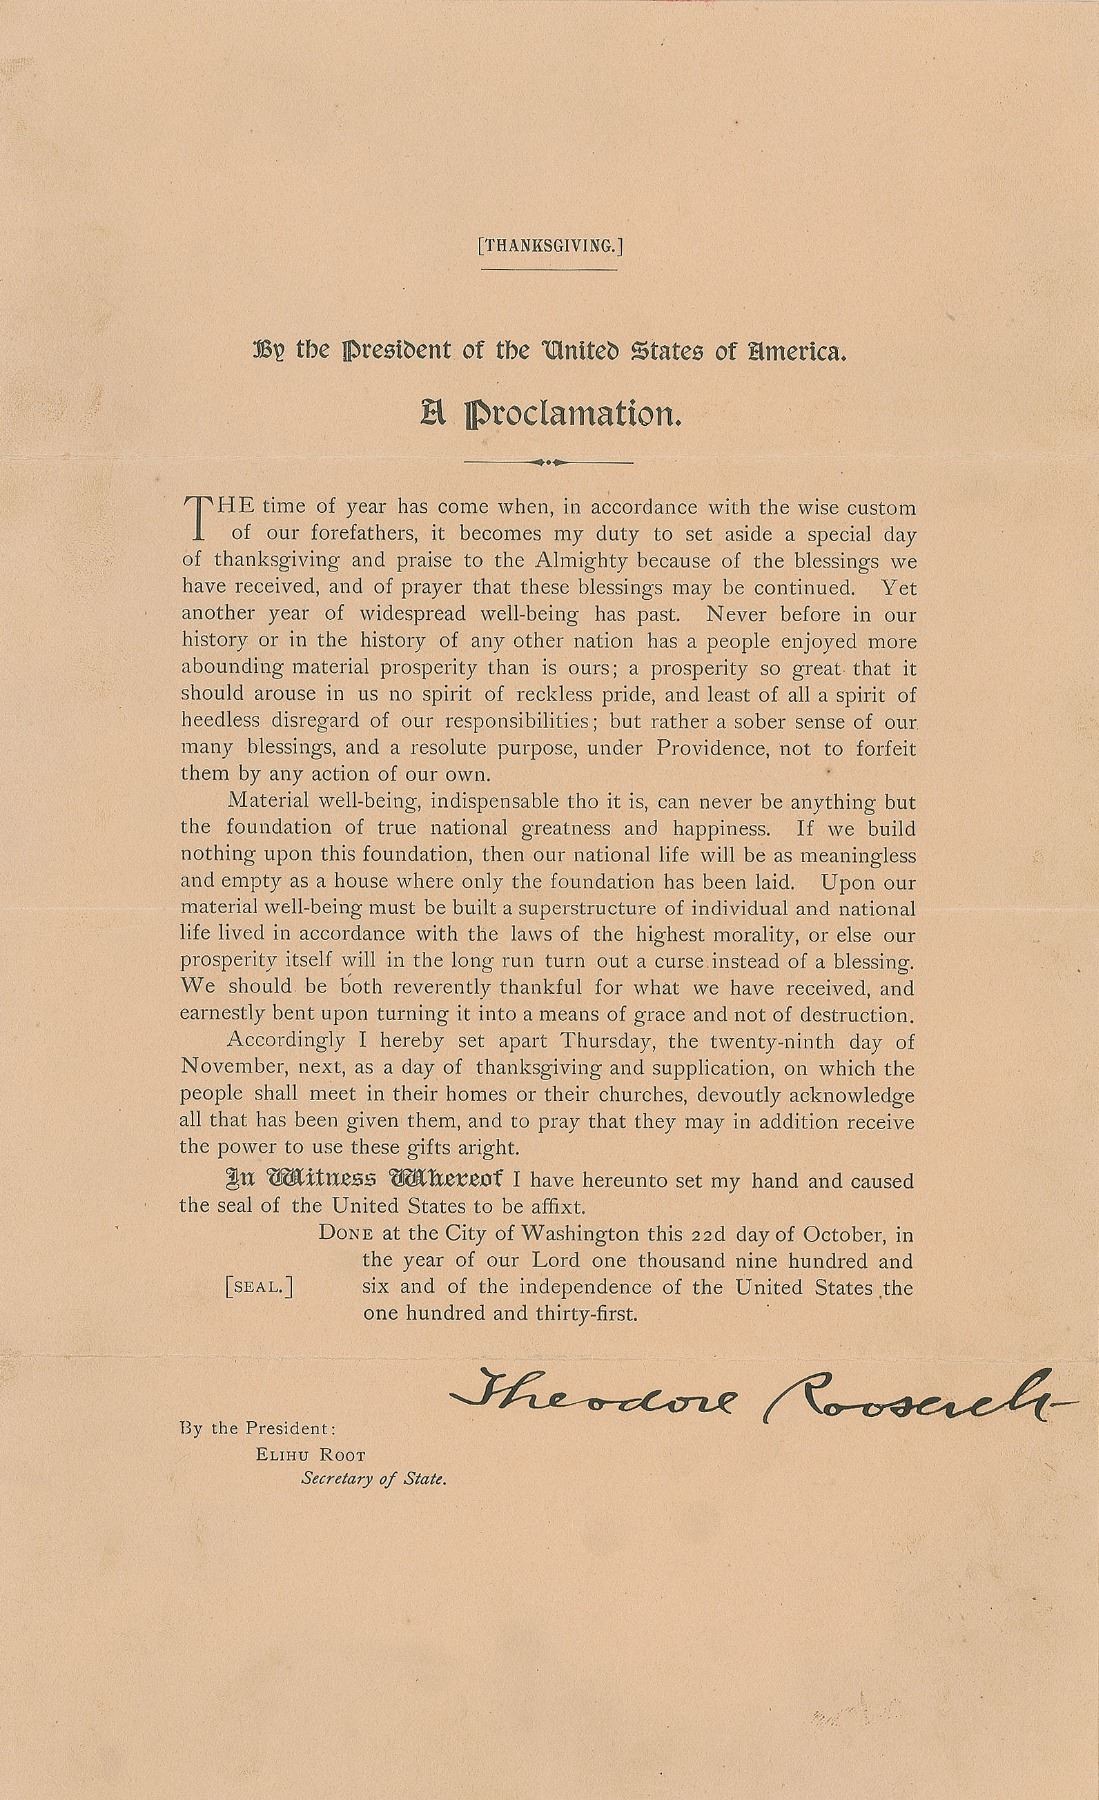 [THANKSGIVING.]
By the President of the United States of America.
A Proclamation.
THE time of year has come when, in accordance with the wise custom
of our forefathers, it becomes my duty to set aside a special day
of thanksgiving and praise to the Almighty because of the blessings we
have received, and of prayer that these blessings may be continued. Yet
another year of widespread well-being has past. Never before in our
history or in the history of any other nation has a people enjoyed more
abounding material prosperity than is ours; a prosperity so great that it
should arouse in us no spirit of reckless pride, and least of all a spirit of
heedless disregard of our responsibilities; but rather a sober sense of our
many blessings, and a resolute purpose, under Providence, not to forfeit
them by any action of our own.
Material well-being, indispensable tho it is, can never be anything but
the foundation of true national greatness and happiness. If we build
nothing upon this foundation, then our national life will be as meaningless
and empty as a house where only the foundation has been laid. Upon our
material well-being must be built a superstructure of individual and national
life lived in accordance with the laws of the highest morality, or else our
prosperity itself will in the long run turn out a curse instead of a blessing.
We should be both reverently thankful for what we have received, and
earnestly bent upon turning it into a means of grace and not of destruction.
Accordingly I hereby set apart Thursday, the twenty-ninth day of
November, next, as a day of thanksgiving and supplication, on which the
people shall meet in their homes or their churches, devoutly acknowledge
all that has been given them, and to pray that they may in addition receive
the power to use these gifts aright.
In Witness Whereof I have hereunto set my hand and caused
the seal of the United States to be affixt.
DONE at the City of Washington this 22d day of October, in
the year of our Lord one thousand nine hundred and
[SEAL.] six and of the independence of the United States the
one hundred and thirty-first.
Theodore Roosevelt
By the President:
ELIHU ROOT
Secretary of State.